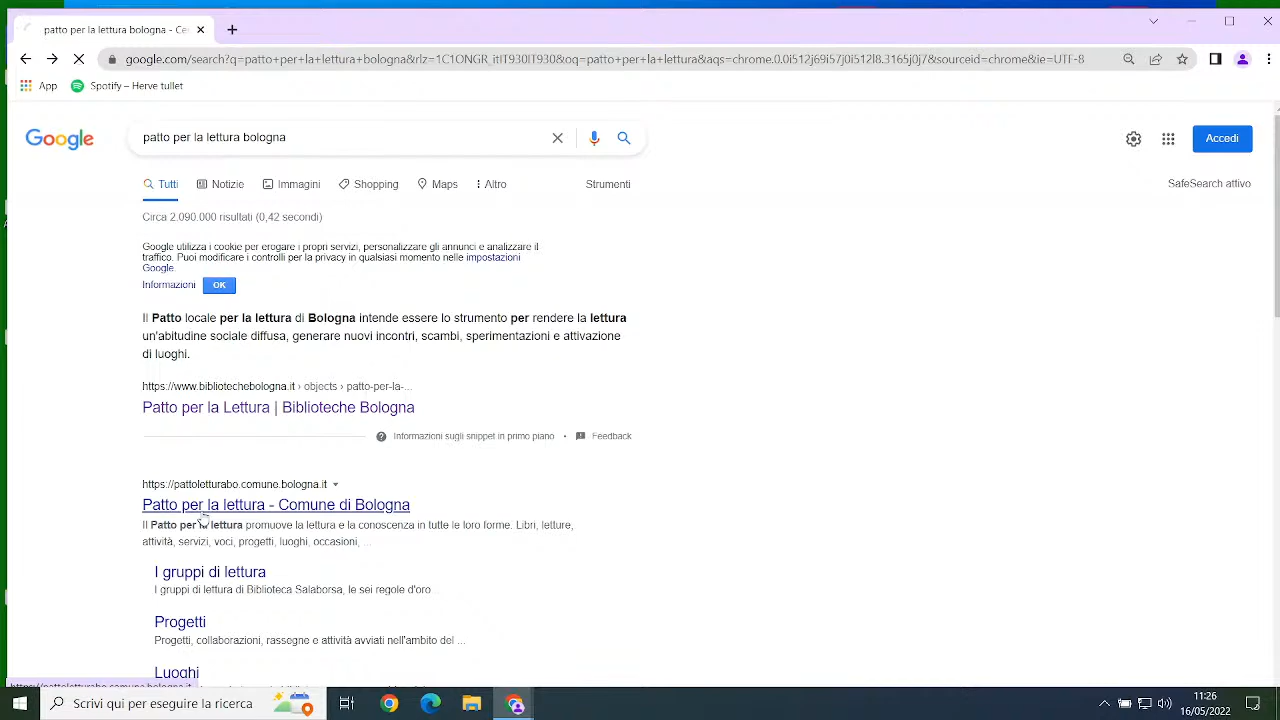 patto per la lettura bologna - Ce
google.com/search?q=patto+per+la+lettura+bologna&rlz=1C1ONGR_itIT930IT930&oq=patto+per+la+lettura&aqs=chrome.0.0i512j69i57j0i512l8.3165j0j7&sourceid=chrome&ie=UTF-8
App Spotify – Herve tullet
Google
patto per la lettura bologna
Accedi
Tutti Notizie Immagini Shopping Maps Altro Strumenti
SafeSearch attivo
Circa 2.090.000 risultati (0,42 secondi)
Google utilizza i cookie per erogare i propri servizi, personalizzare gli annunci e analizzare il
traffico. Puoi modificare i controlli per la privacy in qualsiasi momento nelle impostazioni
Google.
Informazioni OK
Il Patto locale per la lettura di Bologna intende essere lo strumento per rendere la lettura
un'abitudine sociale diffusa, generare nuovi incontri, scambi, sperimentazioni e attivazione
di luoghi.
https://www.bibliotechebologna.it › objects › patto-per-la-...
Patto per la Lettura | Biblioteche Bologna
Informazioni sugli snippet in primo piano • Feedback
https://pattoletturabo.comune.bologna.it
Patto per la lettura - Comune di Bologna
Il Patto per la lettura promuove la lettura e la conoscenza in tutte le loro forme. Libri, letture,
attività, servizi, voci, progetti, luoghi, occasioni, ...
I gruppi di lettura
I gruppi di lettura di Biblioteca Salaborsa, le sei regole d'oro ...
Progetti
Progetti, collaborazioni, rassegne e attività avviati nell'ambito del ...
Luoghi
Scrivi qui per eseguire la ricerca
11:26
16/05/2022